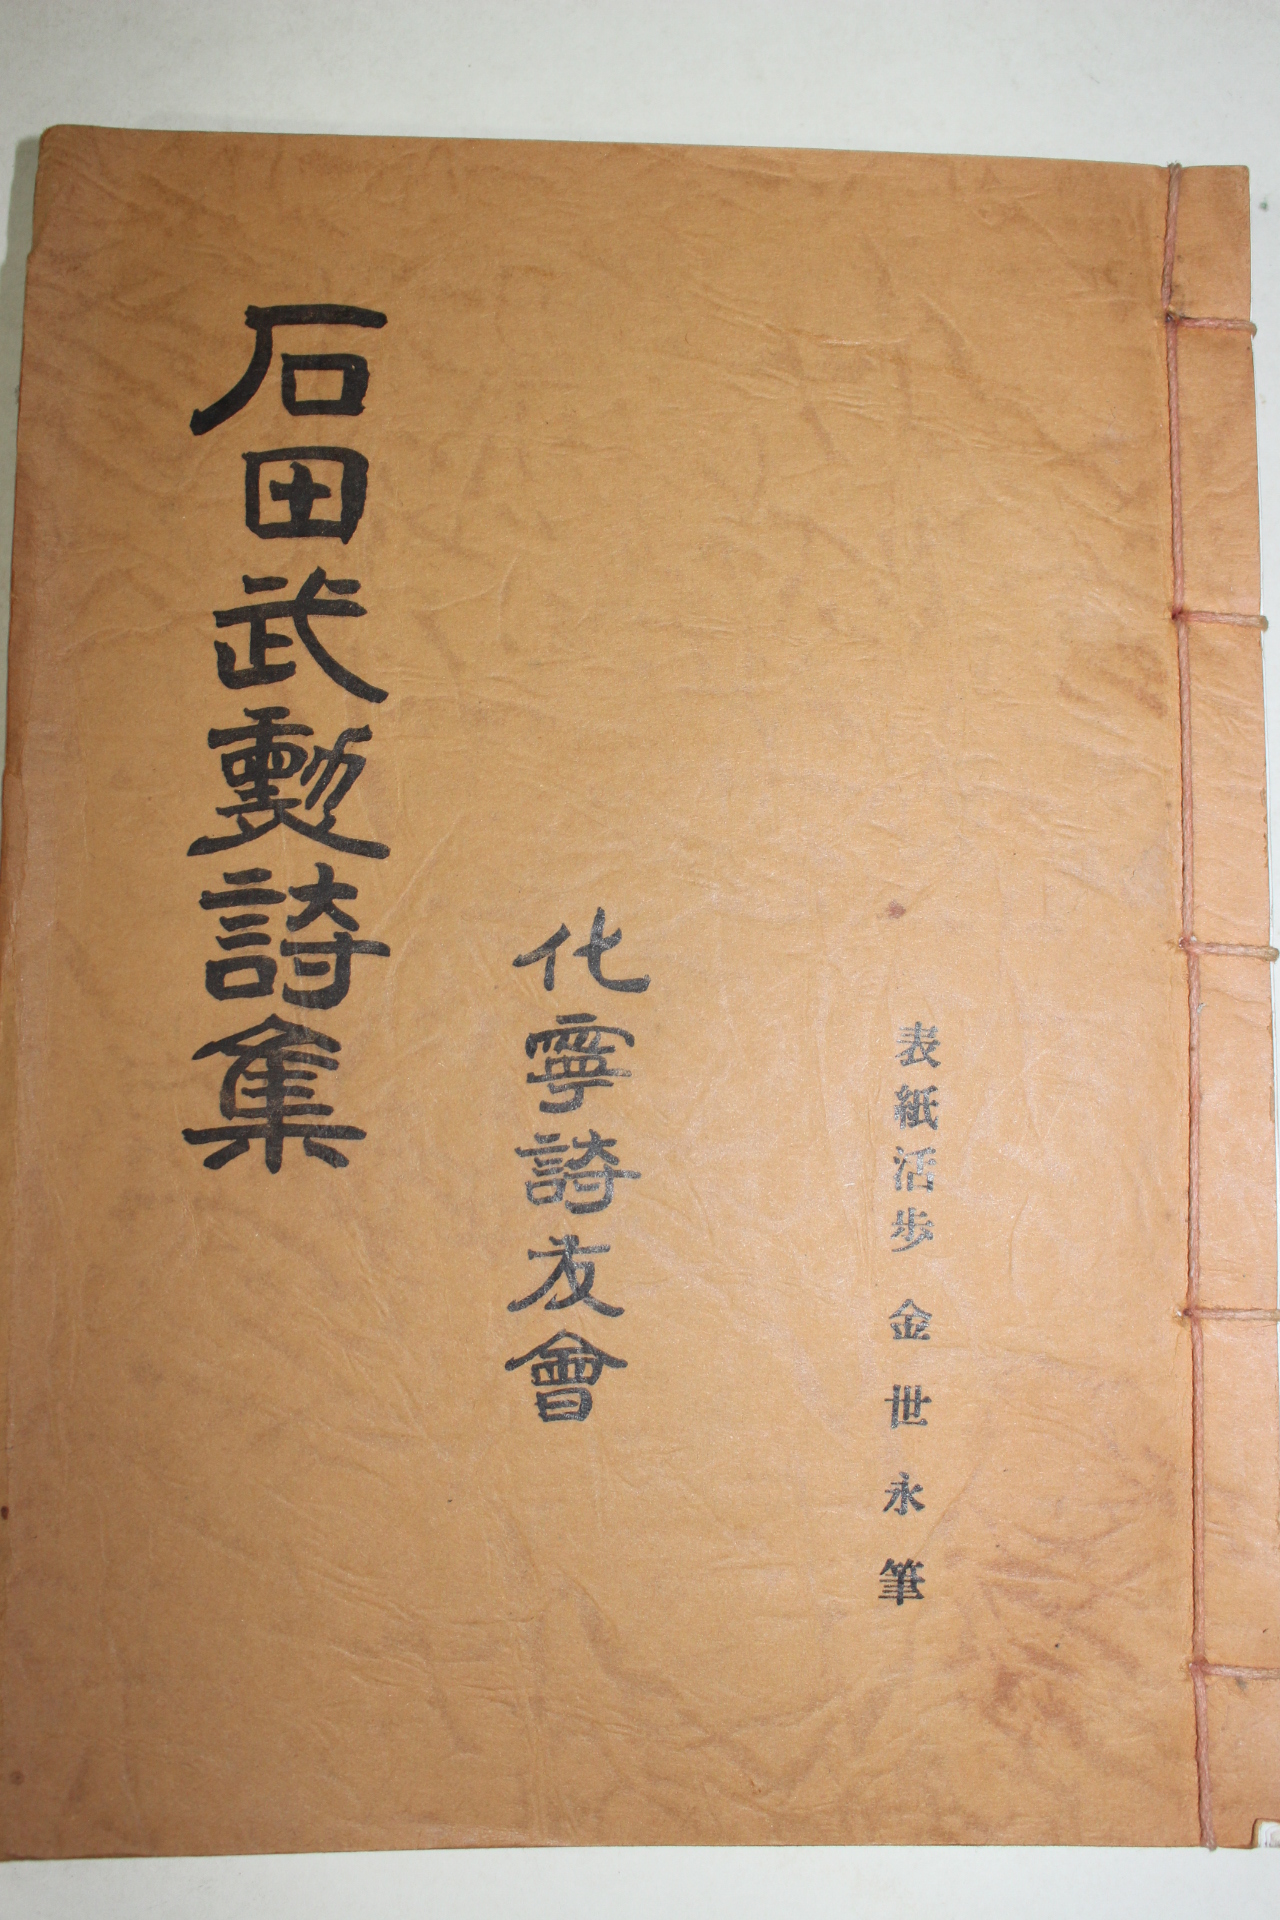 表紙活步 金世永筆
化寧詩友會
石田武勳詩集